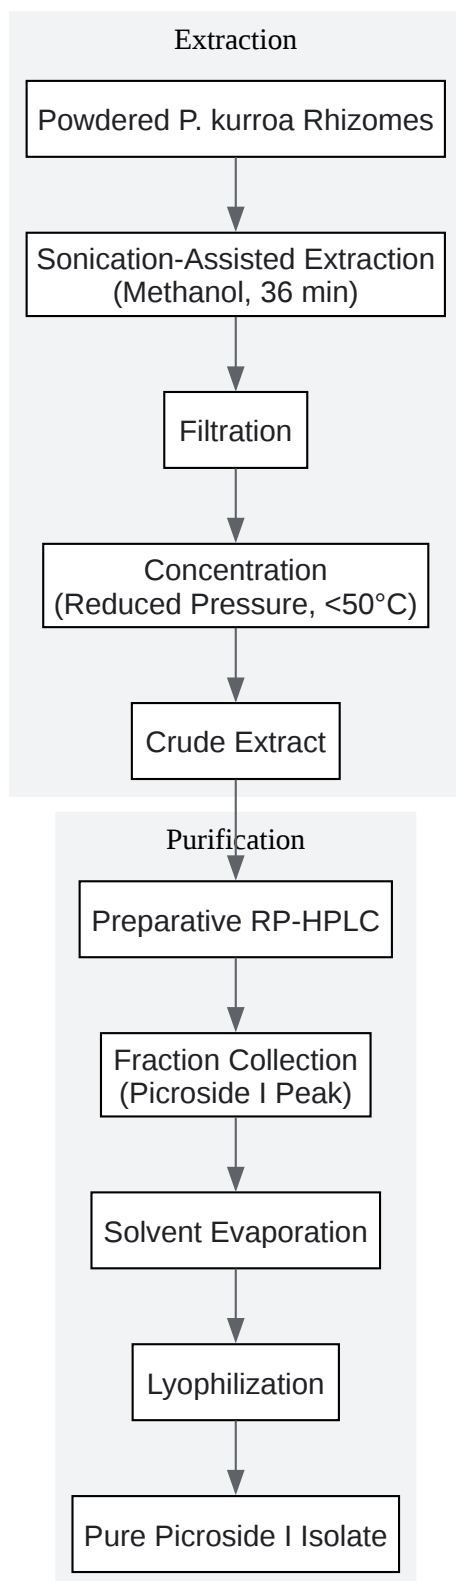 Extraction
Powdered P. kurroa Rhizomes
Sonication-Assisted Extraction
(Methanol, 36 min)
Filtration
Concentration
(Reduced Pressure, <50°C)
Crude Extract
Purification
Preparative RP-HPLC
Fraction Collection
(Picroside I Peak)
Solvent Evaporation
Lyophilization
Pure Picroside I Isolate